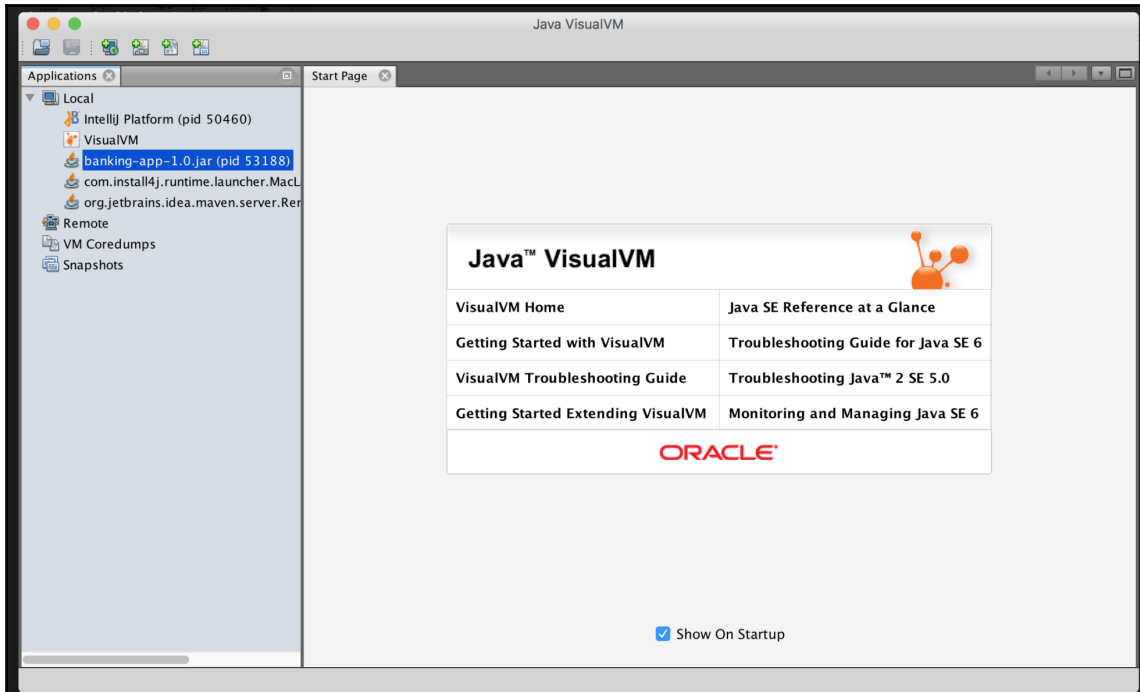 Java VisualVM
Applications
Start Page
Local
IntelliJ Platform (pid 50460)
VisualVM
banking-app-1.0.jar (pid 53188)
com.install4j.runtime.launcher.MacL
org.jetbrains.idea.maven.server.Rer
Remote
VM Coredumps
Snapshots
Java™ VisualVM
VisualVM Home
Java SE Reference at a Glance
Getting Started with VisualVM
Troubleshooting Guide for Java SE 6
VisualVM Troubleshooting Guide
Troubleshooting Java™ 2 SE 5.0
Getting Started Extending VisualVM
Monitoring and Managing Java SE 6
ORACLE
Show On Startup